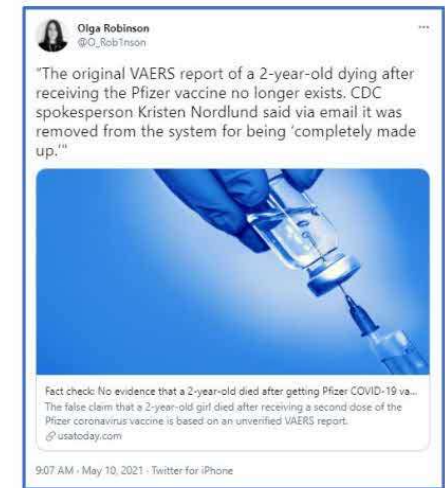 Olga Robinson
@O_Rob1nson
"The original VAERS report of a 2-year-old dying after
receiving the Pfizer vaccine no longer exists. CDC
spokesperson Kristen Nordlund said via email it was
removed from the system for being 'completely made
up.'"
Fact check: No evidence that a 2-year-old died after getting Pfizer COVID-19 va...
The false claim that a 2-year-old girl died after receiving a second dose of the
Pfizer coronavirus vaccine is based on an unverified VAERS report.
usatoday.com
9:07 AM · May 10, 2021 · Twitter for iPhone